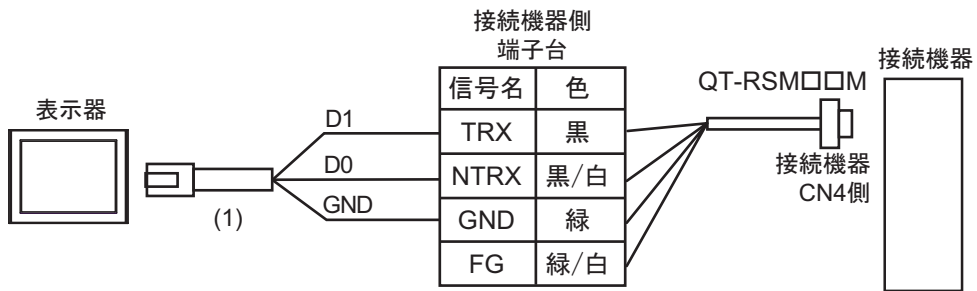 接続機器側
端子台
接続機器
QT-RSM□□M
表示器
信号名 色
D1
TRX 黒
D0
NTRX 黒/白
接続機器
CN4側
GND
(1)
GND 緑
FG 緑/白